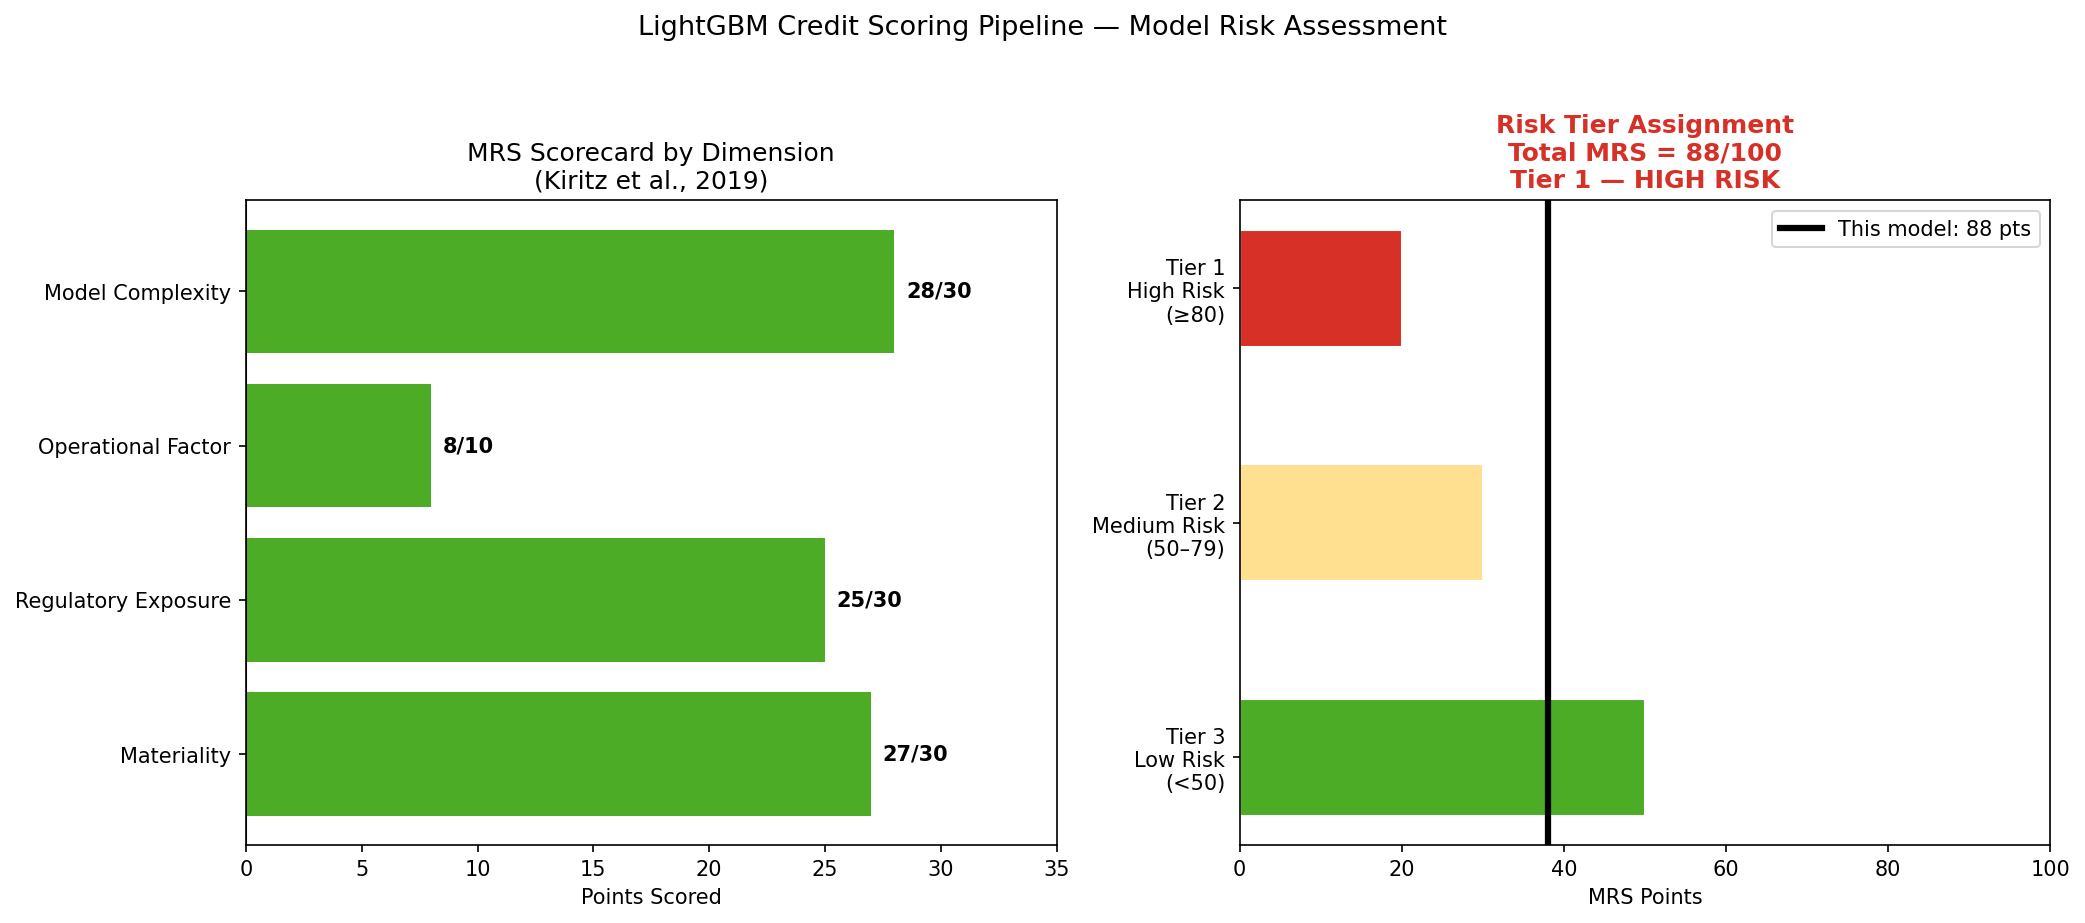 LightGBM Credit Scoring Pipeline — Model Risk Assessment
MRS Scorecard by Dimension
(Kiritz et al., 2019)
Model Complexity
28/30
Operational Factor
8/10
Regulatory Exposure
25/30
Materiality
27/30
0 5 10 15 20 25 30 35
Points Scored
Risk Tier Assignment
Total MRS = 88/100
Tier 1 — HIGH RISK
This model: 88 pts
Tier 1
High Risk
(≥80)
Tier 2
Medium Risk
(50–79)
Tier 3
Low Risk
(<50)
0 20 40 60 80 100
MRS Points